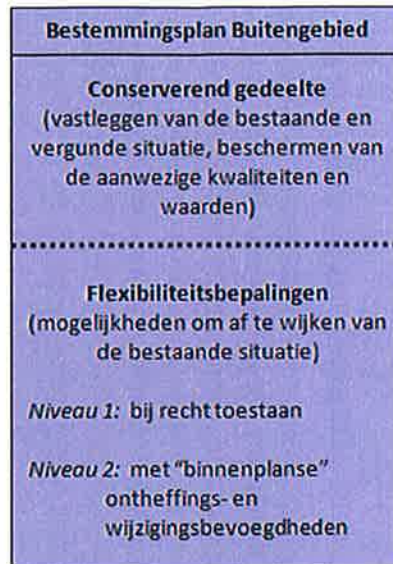 Bestemmingsplan Buitengebied
Conserverend gedeelte
(vastleggen van de bestaande en
vergunde situatie, beschermen van
de aanwezige kwaliteiten en
waarden)
Flexibiliteitsbepalingen
(mogelijkheden om af te wijken van
de bestaande situatie)
Niveau 1: bij recht toestaan
Niveau 2: met "binnenplanse"
ontheffings- en
wijzigingsbevoegdheden